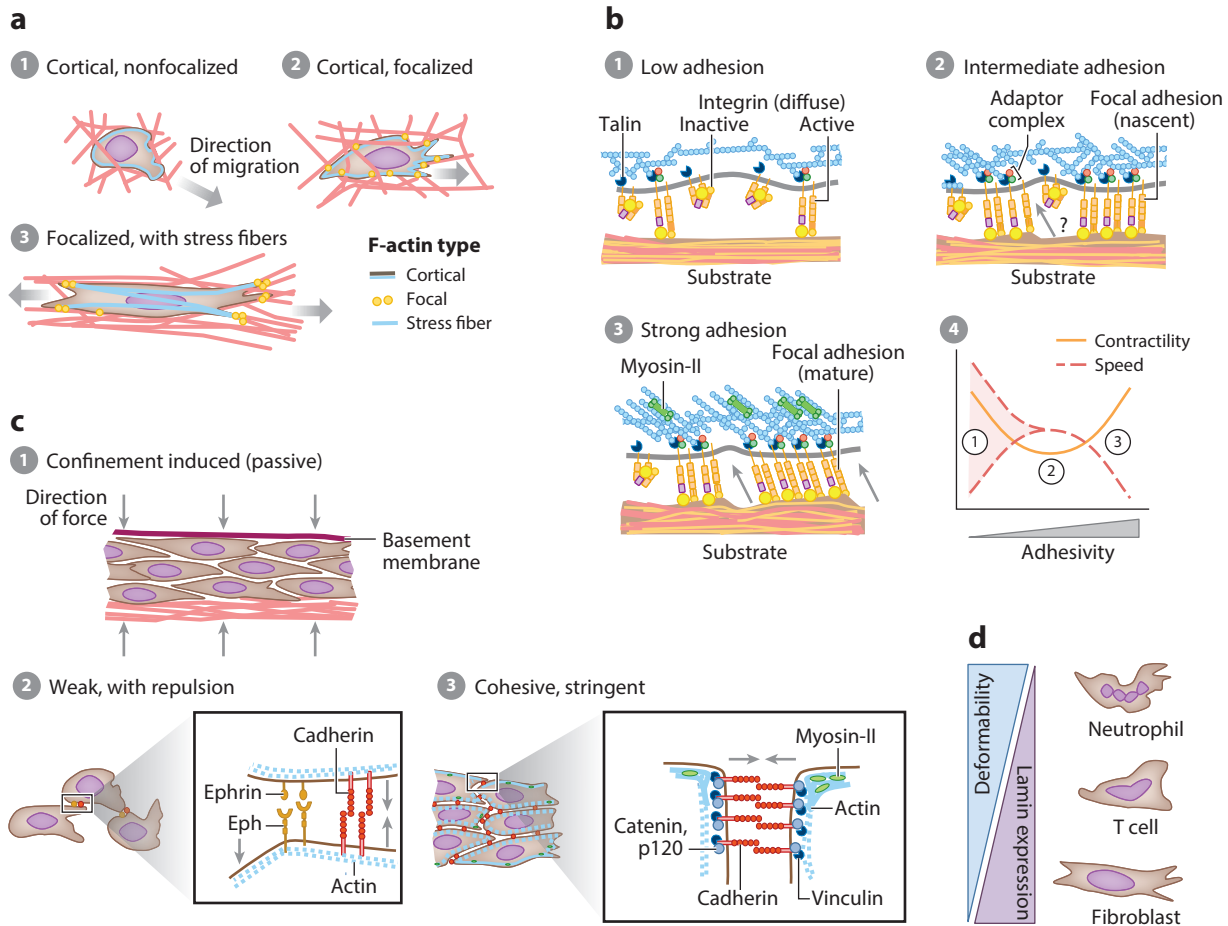 a
1 Cortical, nonfocalized
2 Cortical, focalized
Direction
of migration
3 Focalized, with stress fibers
F-actin type
Cortical
Focal
Stress fiber
b
1 Low adhesion
Integrin (diffuse)
Talin
Inactive
Active
Substrate
2 Intermediate adhesion
Adaptor
complex
Focal adhesion
(nascent)
?
Substrate
3 Strong adhesion
Myosin-II
Focal adhesion
(mature)
Substrate
4
Contractility
Speed
1
2
3
Adhesivity
c
1 Confinement induced (passive)
Direction
of force
Basement
membrane
2 Weak, with repulsion
Cadherin
Ephrin
Eph
Actin
3 Cohesive, stringent
Myosin-II
Actin
Catenin,
p120
Cadherin
Vinculin
d
Deformability
Lamin expression
Neutrophil
T cell
Fibroblast